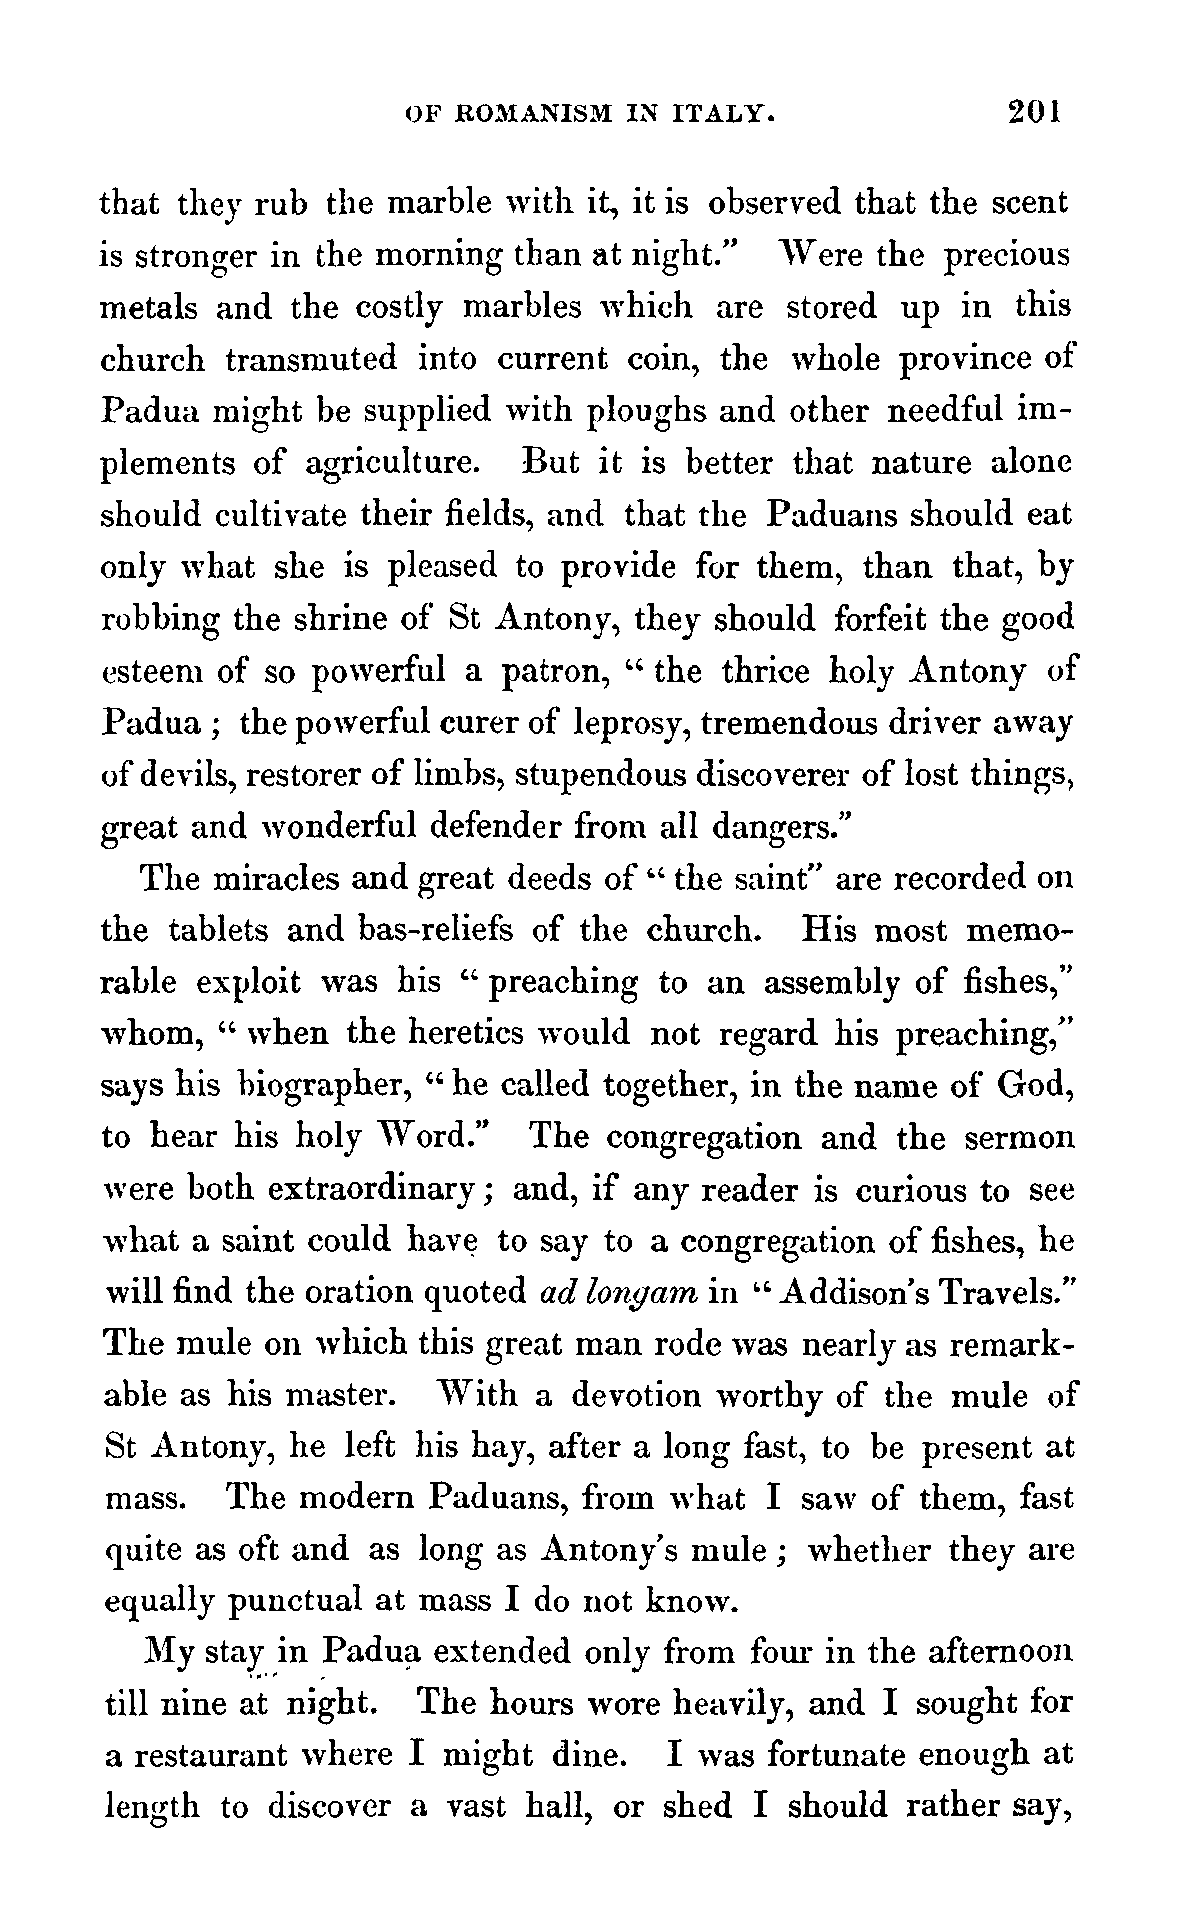 OF ROMANISM IN ITALY. 201
that they rub the marble with it, it is observed that the scent
is stronger in the morning than at night.” Were the precious
metals and the costly marbles which are stored up in this
church transmuted into current coin, the whole province of
Padua might be supplied with ploughs and other needful im-
plements of agriculture. But it is better that nature alone
should cultivate their fields, and that the Paduans should eat
only what she is pleased to provide for them, than that, by
robbing the shrine of St Antony, they should forfeit the good
esteem of so powerful a patron, “ the thrice holy Antony of
Padua ; the powerful curer of leprosy, tremendous driver away
of devils, restorer of limbs, stupendous discoverer of lost things,
great and wonderful defender from all dangers.”
The miracles and great deeds of “ the saint” are recorded on
the tablets and bas-reliefs of the church. His most memo-
rable exploit was his “ preaching to an assembly of fishes,”
whom, “ when the heretics would not regard his preaching,”
says his biographer, “ he called together, in the name of God,
to hear his holy Word.” The congregation and the sermon
were both extraordinary ; and, if any reader is curious to see
what a saint could have to say to a congregation of fishes, he
will find the oration quoted ad longam in “ Addison's Travels.”
The mule on which this great man rode was nearly as remark-
able as his master. With a devotion worthy of the mule of
St Antony, he left his hay, after a long fast, to be present at
mass. The modern Paduans, from what I saw of them, fast
quite as oft and as long as Antony's mule ; whether they are
equally punctual at mass I do not know.
My stay in Padua extended only from four in the afternoon
till nine at night. The hours wore heavily, and I sought for
a restaurant where I might dine. I was fortunate enough at
length to discover a vast hall, or shed I should rather say,